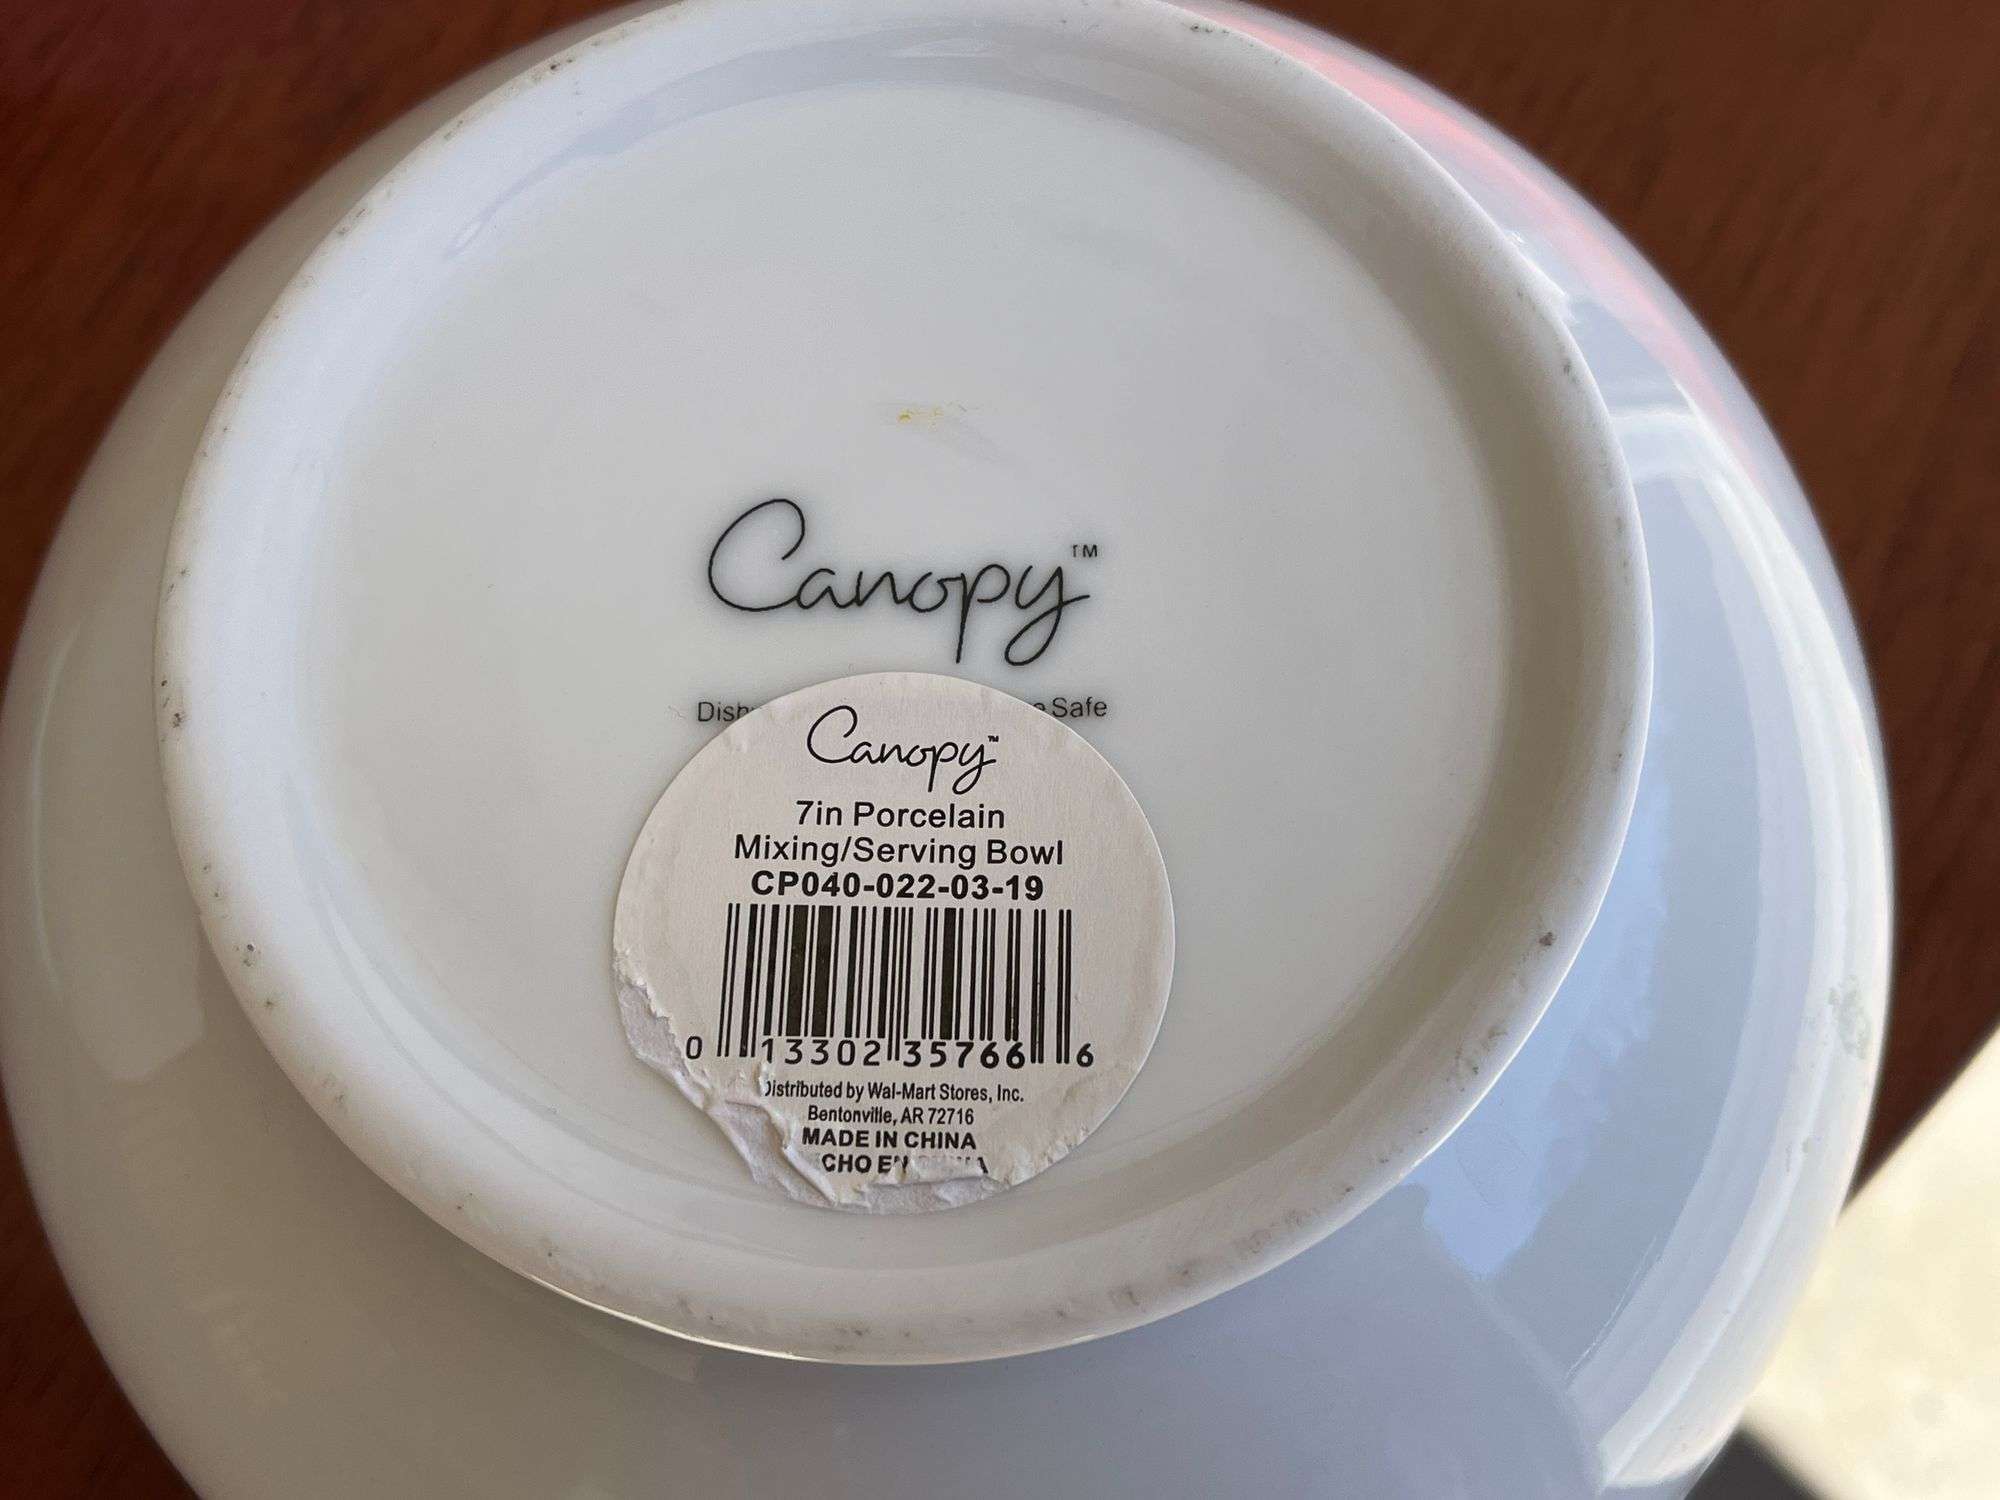 Canopy™
Safe
Canopy™
7in Porcelain
Mixing/Serving Bowl
CP040-022-03-19
0 13302 35766 6
Distributed by Wal-Mart Stores, Inc.
Bentonville, AR 72716
MADE IN CHINA